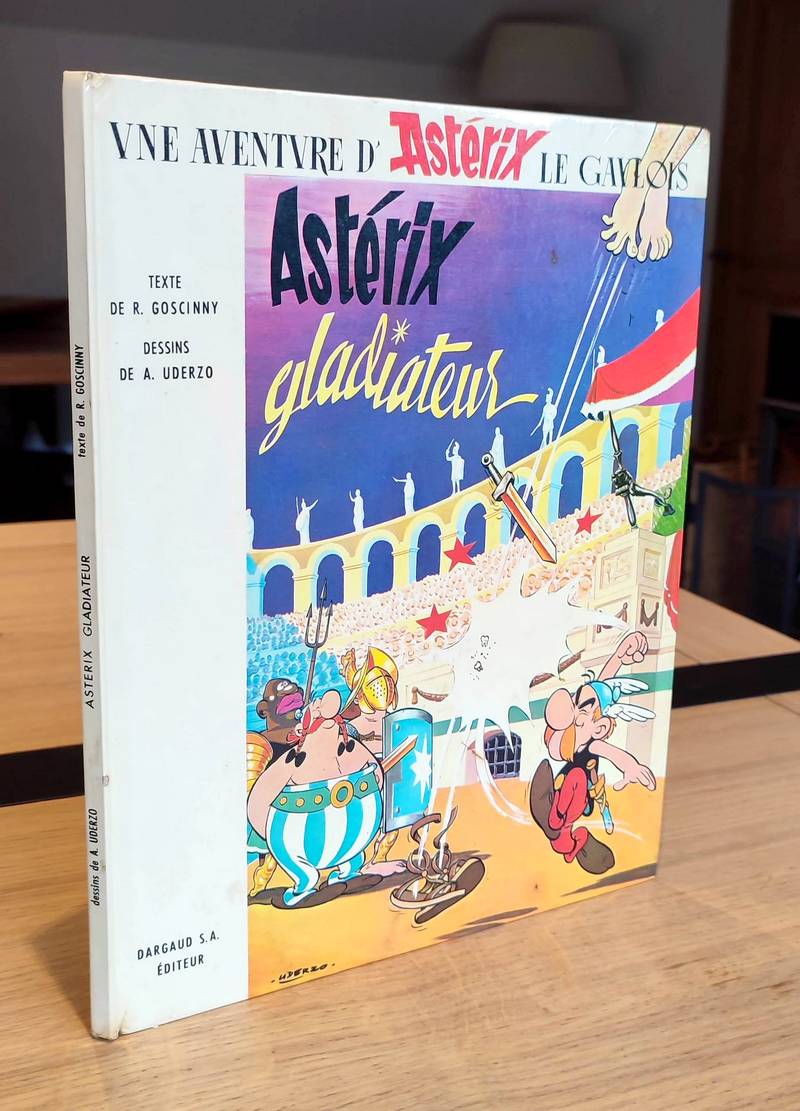 VNE AVENTVRE D' Astérix LE GAVLOIS
Astérix
gladiateur
TEXTE
DE R. GOSCINNY
DESSINS
DE A. UDERZO
DARGAUD S.A.
ÉDITEUR
UDERZO
dessins de A. UDERZO ASTERIX GLADIATEUR texte de R. GOSCINNY